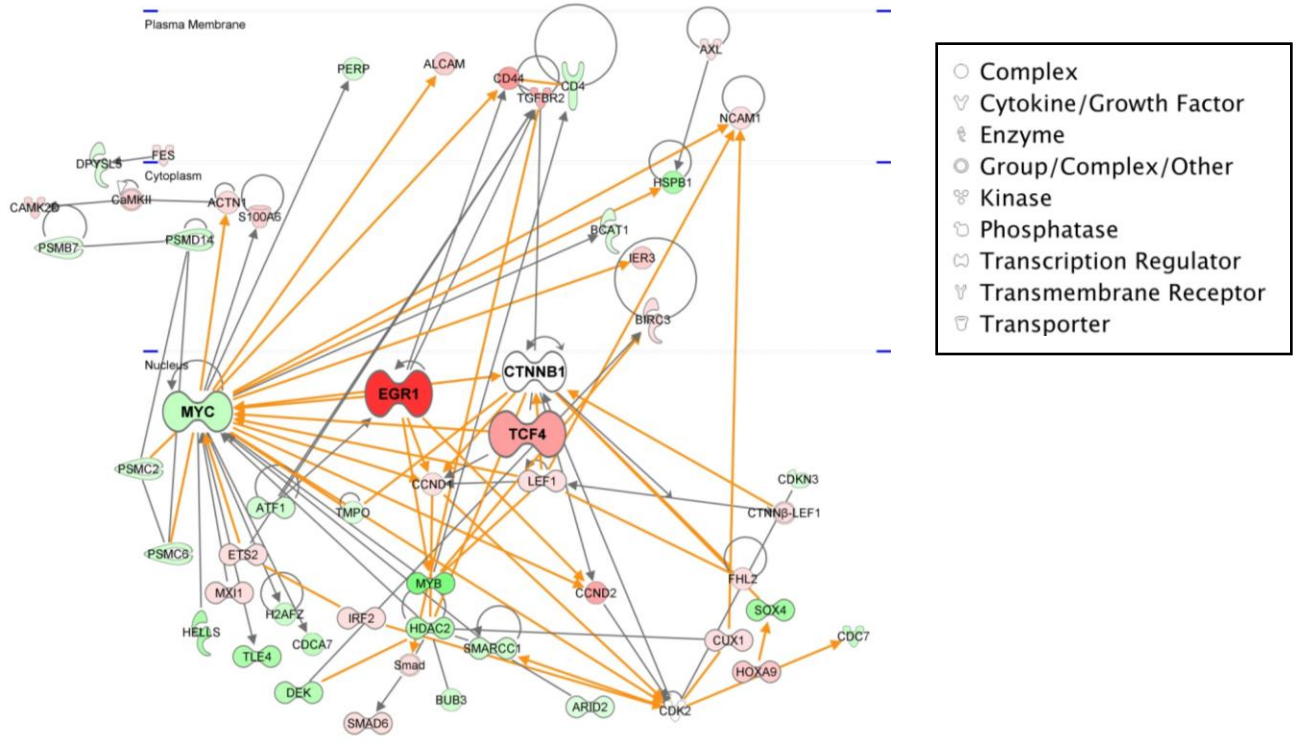 Plasma Membrane
PERP
ALCAM
CD44
TGFBR2
CD4
AXL
NCAM1
DPYSL5
FES
Cytoplasm
HSPB1
CAMK2D
CaMKII
ACTN1
S100A6
PSMB7
PSMD14
BCAT1
IER3
BIRC3
Nucleus
CTNNB1
EGR1
MYC
TCF4
PSMC2
CCND1
LEF1
CDKN3
ATF1
TMPO
CTNNβ-LEF1
PSMC6
ETS2
MXI1
MYB
FHL2
H2AFZ
IRF2
CCND2
SOX4
HELLS
CDCA7
HDAC2
SMARCC1
CUX1
CDC7
TLE4
Smad
HOXA9
DEK
BUB3
ARID2
CDK2
SMAD6
Complex
Cytokine/Growth Factor
Enzyme
Group/Complex/Other
Kinase
Phosphatase
Transcription Regulator
Transmembrane Receptor
Transporter